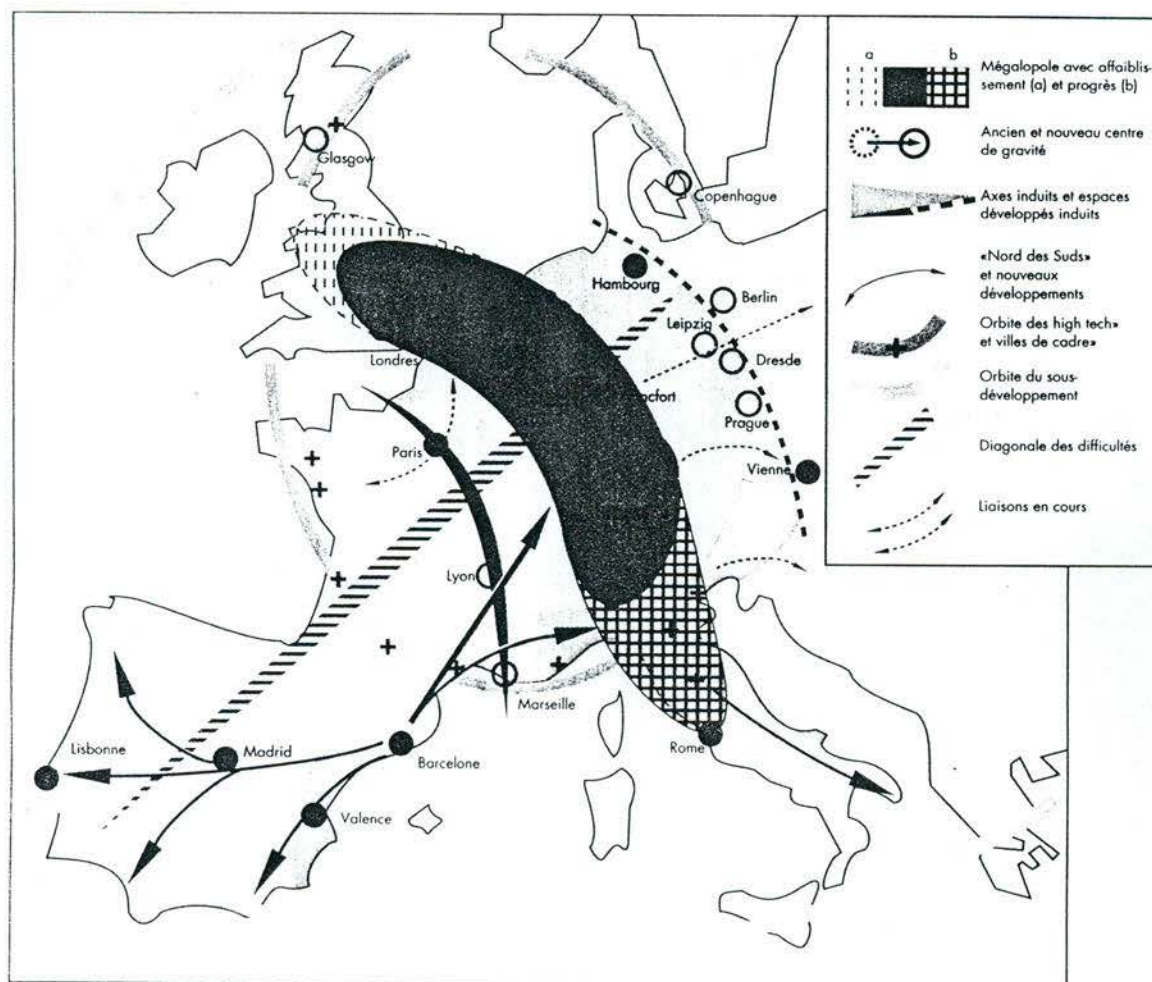 a b
Mégalopole avec affaiblis-
sement (a) et progrès (b)
Ancien et nouveau centre
de gravité
Axes induits et espaces
développés induits
«Nord des Suds»
et nouveaux
développements
Orbite des high tech»
et villes de cadre»
Orbite du sous-
développement
Diagonale des difficultés
Liaisons en cours
Glasgow
Copenhague
Hambourg
Berlin
Leipzig
Londres
Dresde
Prague
Paris
Vienne
Lyon
Marseille
Lisbonne
Madrid
Barcelone
Rome
Valence